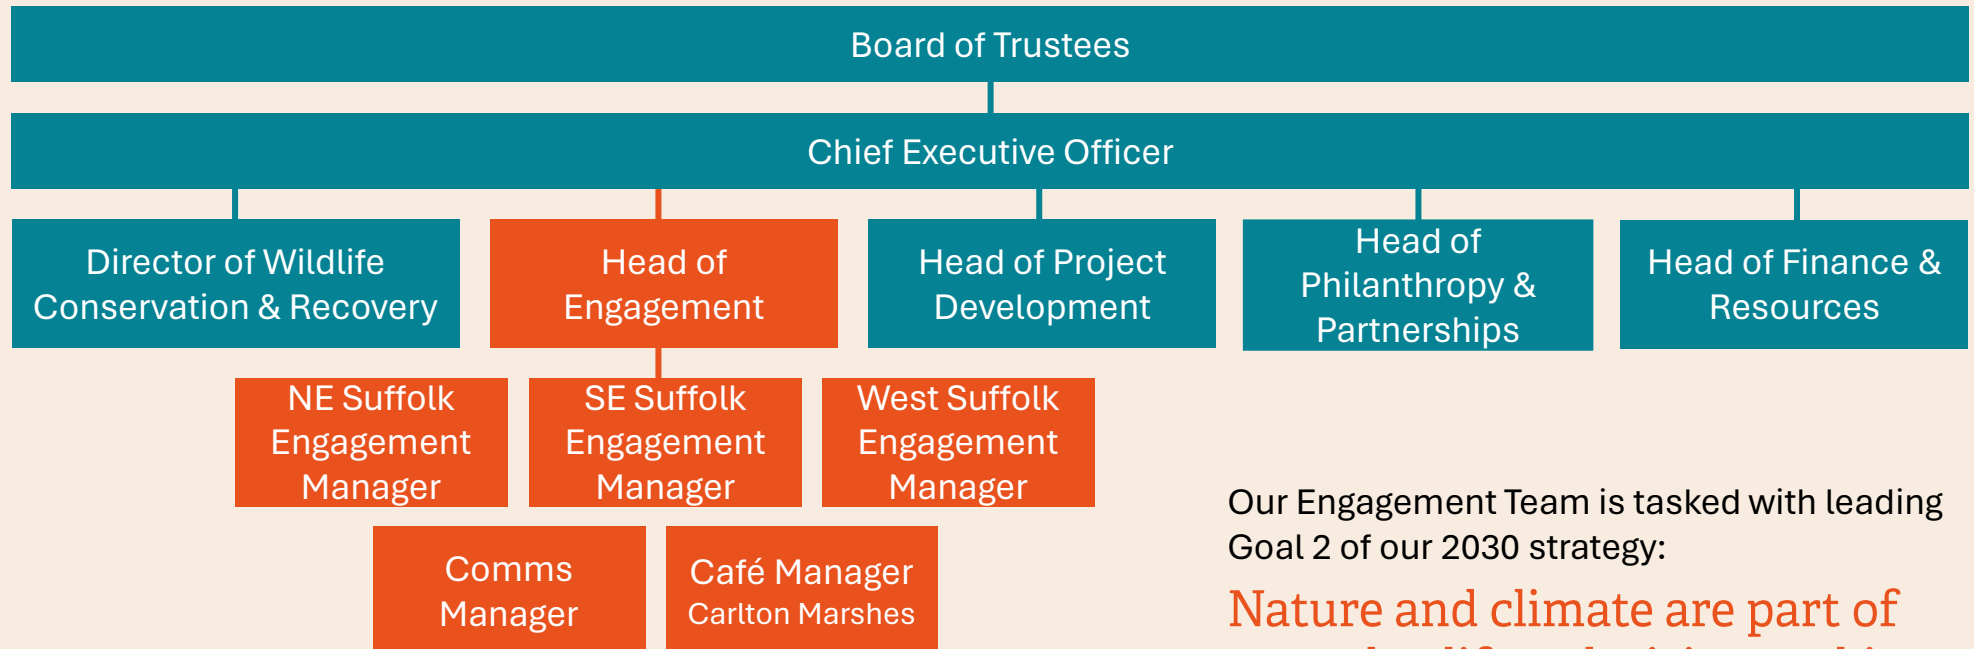 Board of Trustees
Chief Executive Officer
Director of Wildlife
Conservation & Recovery
Head of
Engagement
Head of Project
Development
Head of
Philanthropy &
Partnerships
Head of Finance &
Resources
NE Suffolk
Engagement
Manager
SE Suffolk
Engagement
Manager
West Suffolk
Engagement
Manager
Comms
Manager
Café Manager
Carlton Marshes
Our Engagement Team is tasked with leading
Goal 2 of our 2030 strategy:
Nature and climate are part of